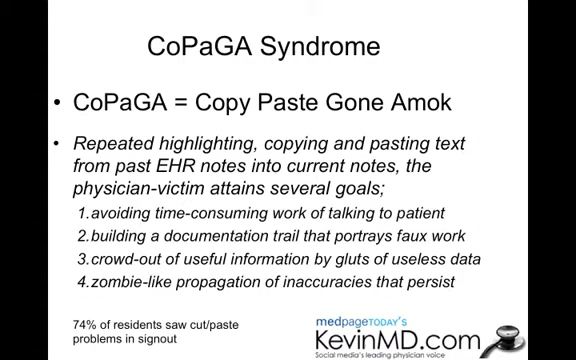 CoPaGA Syndrome
• CoPaGA = Copy Paste Gone Amok
• Repeated highlighting, copying and pasting text
from past EHR notes into current notes, the
physician-victim attains several goals;
1.avoiding time-consuming work of talking to patient
2.building a documentation trail that portrays faux work
3.crowd-out of useful information by gluts of useless data
4.zombie-like propagation of inaccuracies that persist
74% of residents saw cut/paste
problems in signout
medpageTODAY'S
KevinMD.com
Social media's leading physician voice